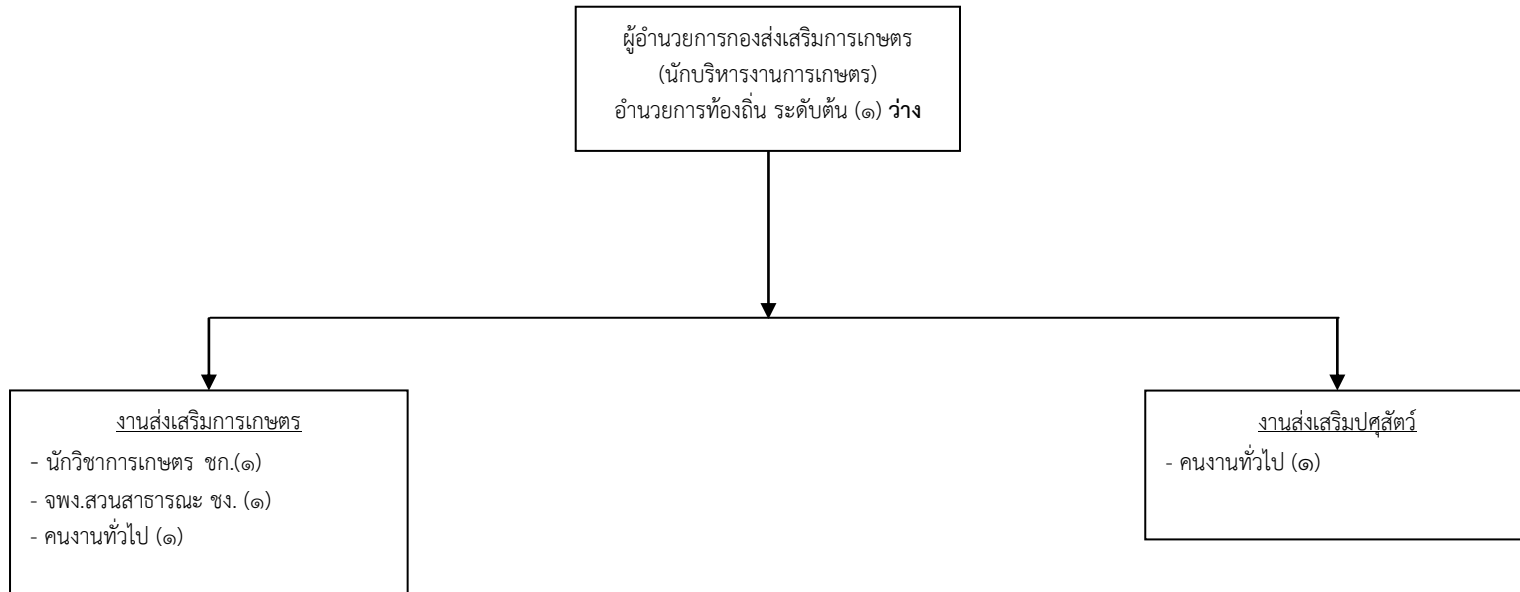 ผู้อำนวยการกองส่งเสริมการเกษตร
(นักบริหารงานการเกษตร)
อำนวยการท้องถิ่น ระดับต้น (๑) ว่าง
งานส่งเสริมการเกษตร
- นักวิชาการเกษตร ชก.(๑)
- จพง.สวนสาธารณะ ชง. (๑)
- คนงานทั่วไป (๑)
งานส่งเสริมปศุสัตว์
- คนงานทั่วไป (๑)